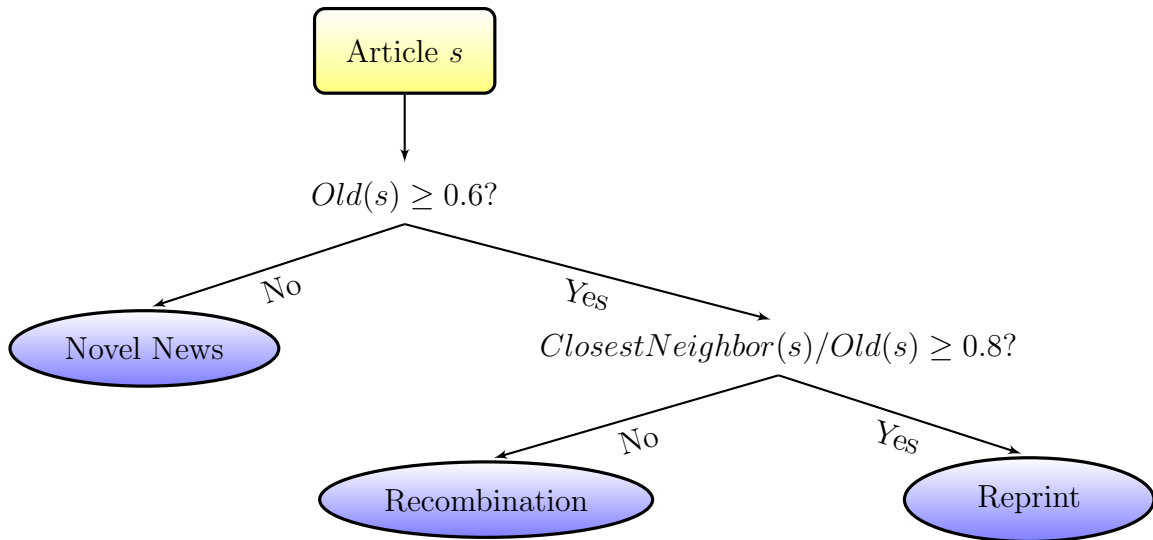 Article s
Old(s) ≥ 0.6?
No
Yes
Novel News
ClosestNeighbor(s)/Old(s) ≥ 0.8?
No
Yes
Recombination
Reprint